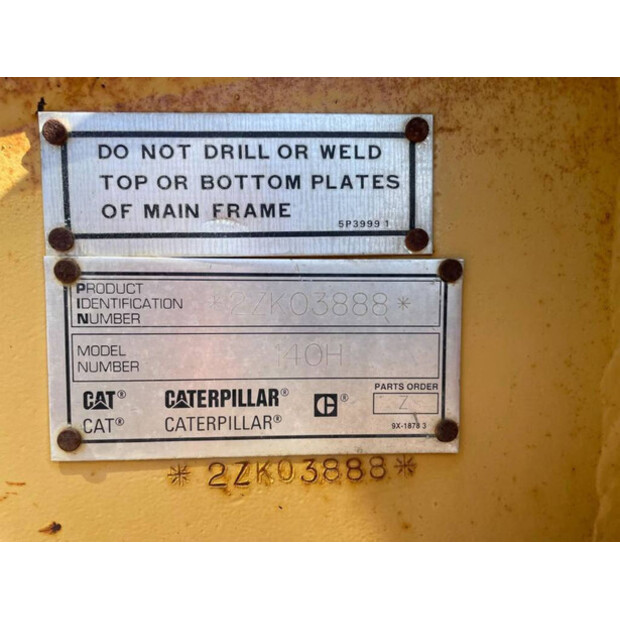 DO NOT DRILL OR WELD
TOP OR BOTTOM PLATES
OF MAIN FRAME
5P3999 1
PRODUCT
IDENTIFICATION
NUMBER
*2ZK03888*
MODEL
NUMBER
140H
CAT® CATERPILLAR® C®
CAT® CATERPILLAR®
PARTS ORDER
Z
9X-1878 3
*2ZK03888*